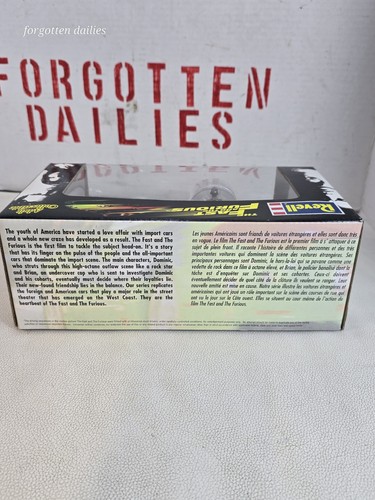 forgotten dailies
FORGOTTEN
DAILIES
Revell
THE FAST AND THE FURIOUS
The youth of America have started a love affair with import cars
and a whole new craze has developed as a result. The Fast and The
Furious is the first film to tackle the subject head-on. It's a story
that has its finger on the pulse of the people and the all-important
cars that dominate the import scene. The main characters, Dominic,
who struts through this high-octane outlaw scene like a rock star
and Brian, an undercover cop who is sent to investigate Dominic
and his cohorts, eventually must decide where their loyalties lie.
Their new-found friendship lies in the balance. Our series replicates
the foreign and American cars that play a major role in the street
theater that has emerged on the West Coast. They are the
heartbeat of The Fast and The Furious.
Les jeunes Américains sont friands de voitures étrangères et elles sont donc très
en vogue. Le film The Fast and The Furious est le premier film à s'attaquer à ce
sujet de plein front. Il raconte l'histoire de différentes personnes et des très
importantes voitures qui dominent la scène des voitures étrangères. Ses
principaux personnages sont Dominic, le hors-la-loi qui se pavane comme une
vedette du rock dans ce film à octane élevé, et Brian, le policier banalisé dont la
tâche est d'enquêter sur Dominic et ses cohortes. Ceux-ci doivent
éventuellement décider de quel côté de la clôture ils veulent se ranger. Leur
nouvelle amitié est mise en cause. Notre série illustre les voitures étrangères et
américaines qui ont joué un rôle important sur la scène des courses de rue qui
ont vu le jour sur la Côte ouest. Elles se situent au cœur même de l'action du
film The Fast and The Furious.